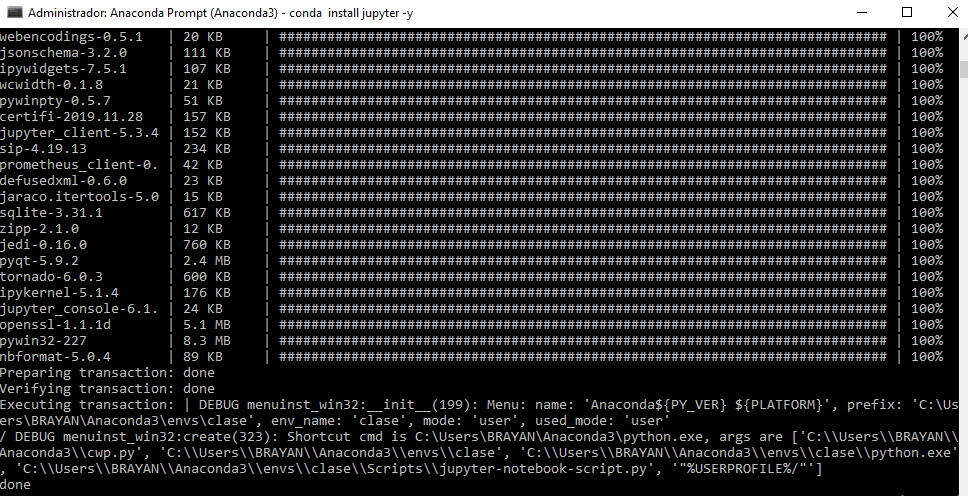 Administrador: Anaconda Prompt (Anaconda3) - conda  install jupyter -y
webencodings-0.5.1   | 20 KB     | ############################################################################ | 100%
jsonschema-3.2.0     | 111 KB    | ############################################################################ | 100%
ipywidgets-7.5.1     | 107 KB    | ############################################################################ | 100%
wcwidth-0.1.8        | 21 KB     | ############################################################################ | 100%
pywinpty-0.5.7       | 51 KB     | ############################################################################ | 100%
certifi-2019.11.28   | 157 KB    | ############################################################################ | 100%
jupyter_client-5.3.4 | 152 KB    | ############################################################################ | 100%
sip-4.19.13          | 234 KB    | ############################################################################ | 100%
prometheus_client-0. | 42 KB     | ############################################################################ | 100%
defusedxml-0.6.0     | 23 KB     | ############################################################################ | 100%
jaraco.itertools-5.0 | 15 KB     | ############################################################################ | 100%
sqlite-3.31.1        | 617 KB    | ############################################################################ | 100%
zipp-2.1.0           | 12 KB     | ############################################################################ | 100%
jedi-0.16.0          | 760 KB    | ############################################################################ | 100%
pyqt-5.9.2           | 2.4 MB    | ############################################################################ | 100%
tornado-6.0.3        | 600 KB    | ############################################################################ | 100%
ipykernel-5.1.4      | 176 KB    | ############################################################################ | 100%
jupyter_console-6.1. | 24 KB     | ############################################################################ | 100%
openssl-1.1.1d       | 5.1 MB    | ############################################################################ | 100%
pywin32-227          | 8.3 MB    | ############################################################################ | 100%
nbformat-5.0.4       | 89 KB     | ############################################################################ | 100%
Preparing transaction: done
Verifying transaction: done
Executing transaction: | DEBUG menuinst_win32:__init__(199): Menu: name: 'Anaconda${PY_VER} ${PLATFORM}', prefix: 'C:\Us
ers\BRAYAN\Anaconda3\envs\clase', env_name: 'clase', mode: 'user', used_mode: 'user'
/ DEBUG menuinst_win32:create(323): Shortcut cmd is C:\Users\BRAYAN\Anaconda3\python.exe, args are ['C:\\Users\\BRAYAN\\
Anaconda3\\cwp.py', 'C:\\Users\\BRAYAN\\Anaconda3\\envs\\clase', 'C:\\Users\\BRAYAN\\Anaconda3\\envs\\clase\\python.exe'
, 'C:\\Users\\BRAYAN\\Anaconda3\\envs\\clase\\Scripts\\jupyter-notebook-script.py', '"%USERPROFILE%/"']
done